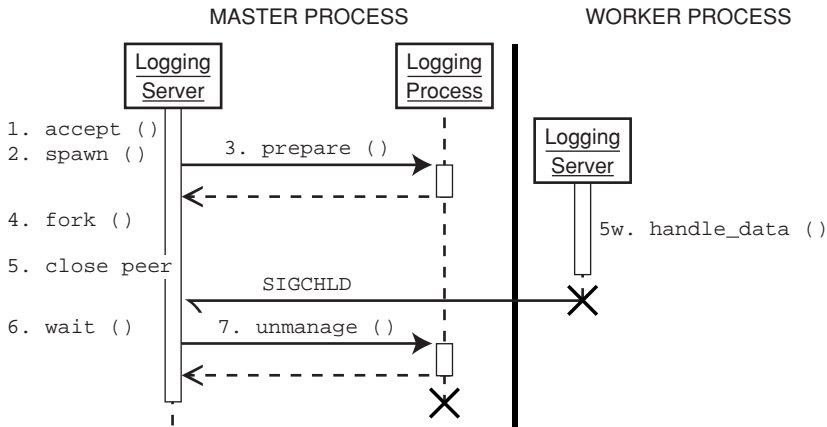 MASTER PROCESS
WORKER PROCESS
Logging
Server
Logging
Process
Logging
Server
1. accept ()
2. spawn ()
3. prepare ()
4. fork ()
5w. handle_data ()
5. close peer
SIGCHLD
6. wait ()
7. unmanage ()